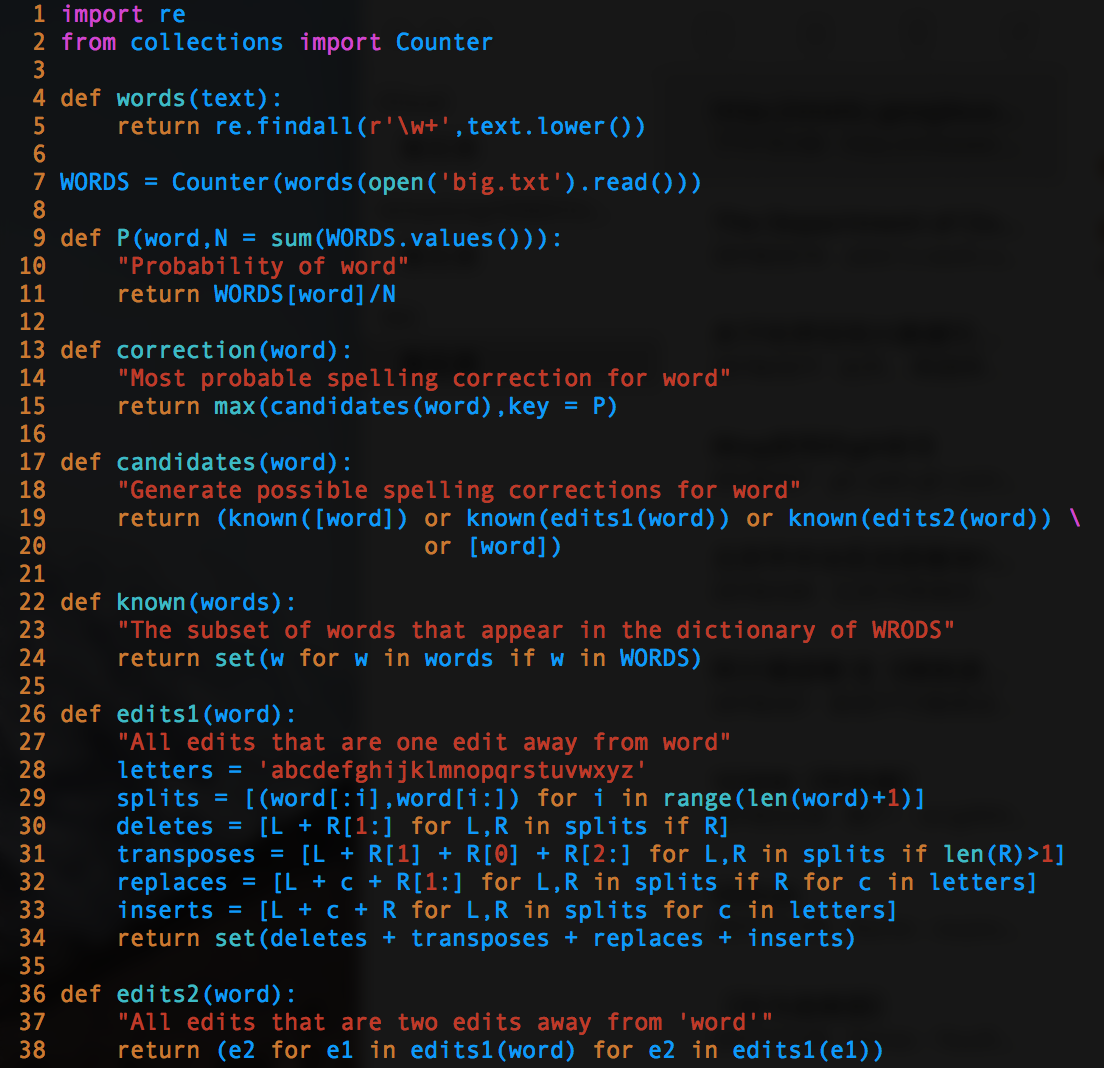 1 import re
2 from collections import Counter
3
4 def words(text):
5     return re.findall(r'\w+',text.lower())
6
7 WORDS = Counter(words(open('big.txt').read()))
8
9 def P(word,N = sum(WORDS.values())):
10     "Probability of word"
11     return WORDS[word]/N
12
13 def correction(word):
14     "Most probable spelling correction for word"
15     return max(candidates(word),key = P)
16
17 def candidates(word):
18     "Generate possible spelling corrections for word"
19     return (known([word]) or known(edits1(word)) or known(edits2(word)) \
20                           or [word])
21
22 def known(words):
23     "The subset of words that appear in the dictionary of WRODS"
24     return set(w for w in words if w in WORDS)
25
26 def edits1(word):
27     "All edits that are one edit away from word"
28     letters = 'abcdefghijklmnopqrstuvwxyz'
29     splits = [(word[:i],word[i:]) for i in range(len(word)+1)]
30     deletes = [L + R[1:] for L,R in splits if R]
31     transposes = [L + R[1] + R[0] + R[2:] for L,R in splits if len(R)>1]
32     replaces = [L + c + R[1:] for L,R in splits if R for c in letters]
33     inserts = [L + c + R for L,R in splits for c in letters]
34     return set(deletes + transposes + replaces + inserts)
35
36 def edits2(word):
37     "All edits that are two edits away from 'word'"
38     return (e2 for e1 in edits1(word) for e2 in edits1(e1))